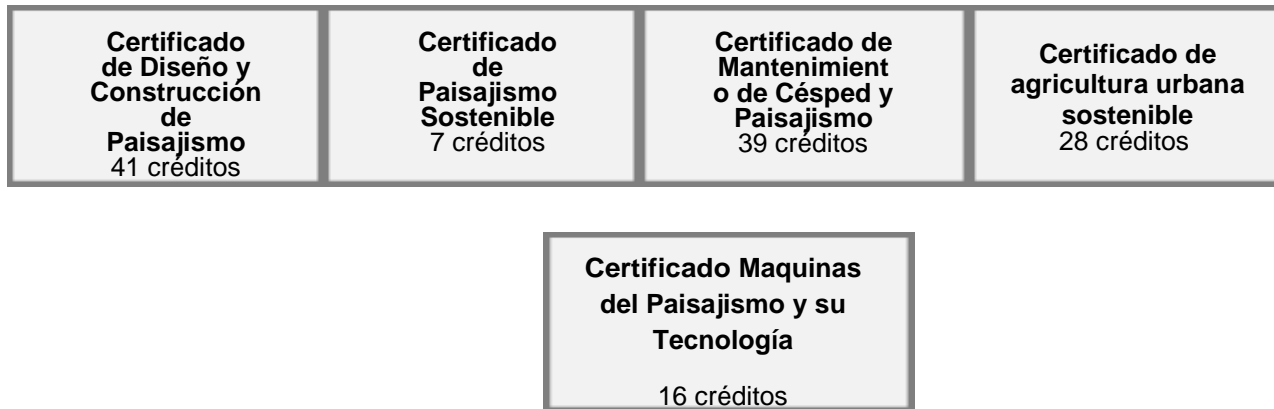 Certificado
de Diseño y
Construcción
de
Paisajismo
41 créditos
Certificado
de
Paisajismo
Sostenible
7 créditos
Certificado de
Mantenimient
o de Césped y
Paisajismo
39 créditos
Certificado de
agricultura urbana
sostenible
28 créditos
Certificado Maquinas
del Paisajismo y su
Tecnología
16 créditos